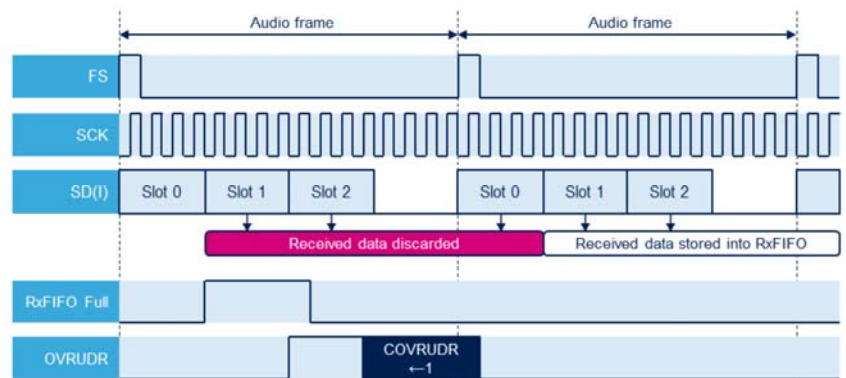 Audio frame Audio frame
FS
SCK
SD(I) Slot 0 Slot 1 Slot 2 Slot 0 Slot 1 Slot 2
Received data discarded Received data stored into RxFIFO
RxFIFO Full
OVRUDR COVRUDR
←1